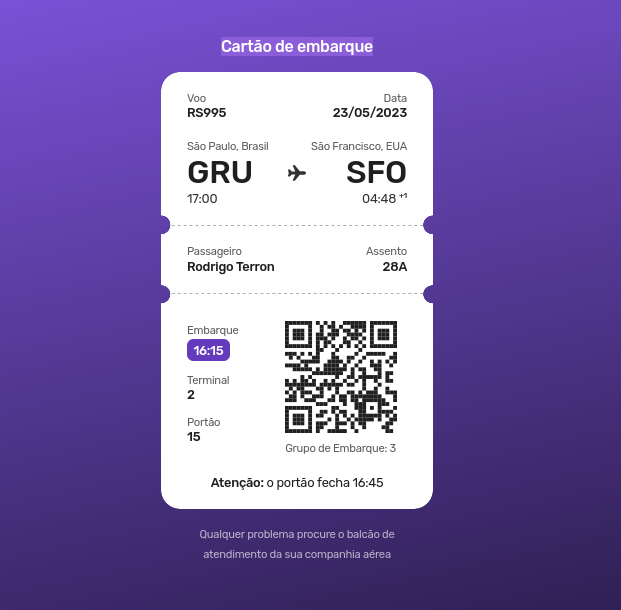 Cartão de embarque
Voo Data
RS995 23/05/2023
São Paulo, Brasil São Francisco, EUA
GRU SFO
17:00 04:48 +1
Passageiro Assento
Rodrigo Terron 28A
Embarque
16:15
Terminal
2
Portão
15
Grupo de Embarque: 3
Atenção: o portão fecha 16:45
Qualquer problema procure o balcão de
atendimento da sua companhia aérea